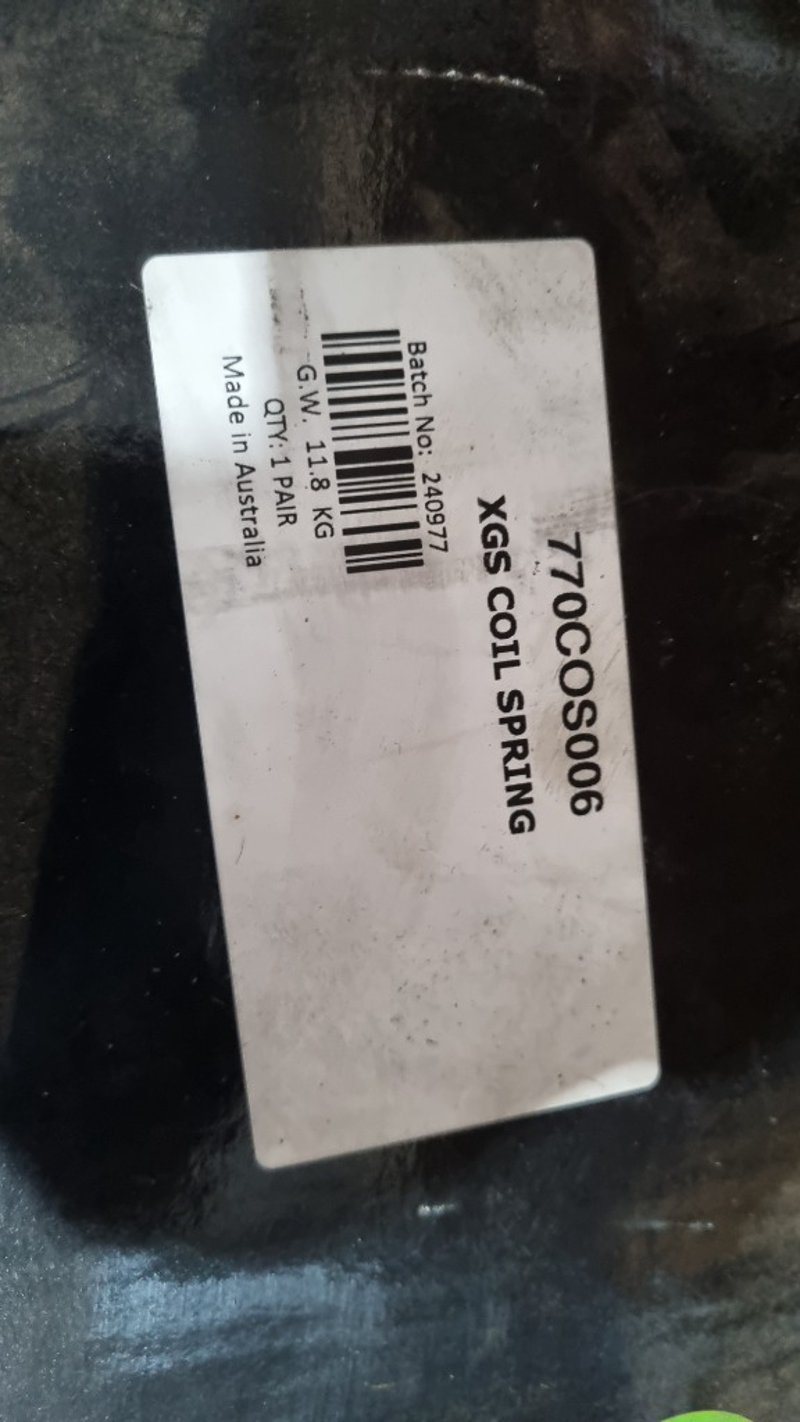 770COS006
XGS COIL SPRING
Batch No: 240977
G.W. 11.8 KG
QTY: 1 PAIR
Made in Australia